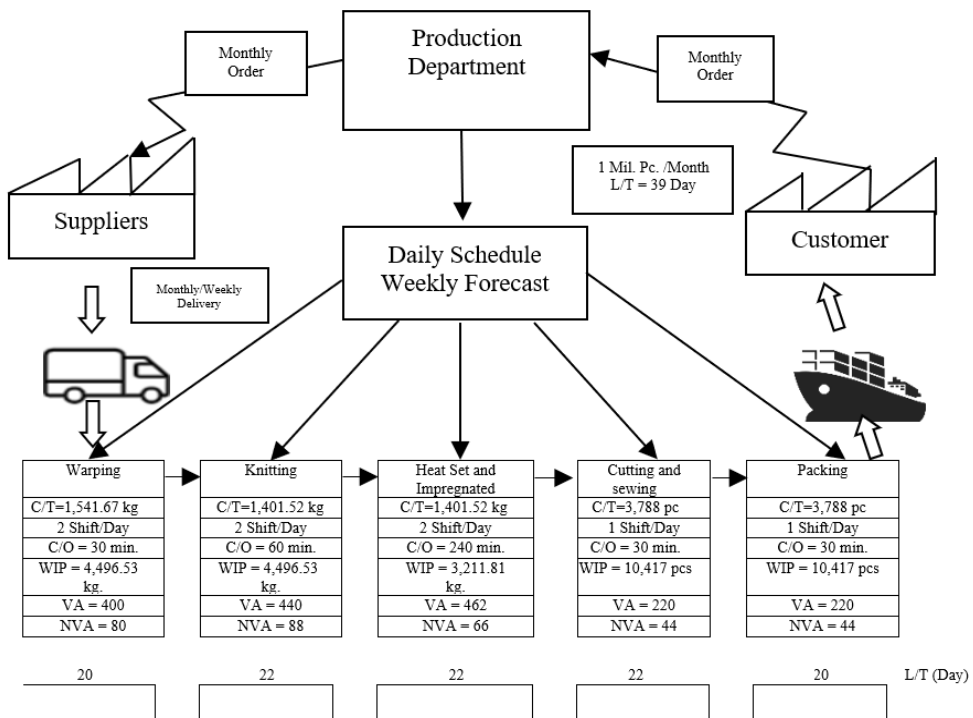 Monthly
Order
Production
Department
Monthly
Order
1 Mil. Pc. /Month
L/T = 39 Day
Suppliers
Customer
Daily Schedule
Weekly Forecast
Monthly/Weekly
Delivery
Warping
C/T=1,541.67 kg
2 Shift/Day
C/O = 30 min.
WIP = 4,496.53
kg.
VA = 400
NVA = 80
Knitting
C/T=1,401.52 kg
2 Shift/Day
C/O = 60 min.
WIP = 4,496.53
kg.
VA = 440
NVA = 88
Heat Set and
Impregnated
C/T=1,401.52 kg
2 Shift/Day
C/O = 240 min.
WIP = 3,211.81
kg.
VA = 462
NVA = 66
Cutting and
sewing
C/T=3,788 pc
1 Shift/Day
C/O = 30 min.
WIP = 10,417 pcs
VA = 220
NVA = 44
Packing
C/T=3,788 pc
1 Shift/Day
C/O = 30 min.
WIP = 10,417 pcs
VA = 220
NVA = 44
20
22
22
22
20
L/T (Day)